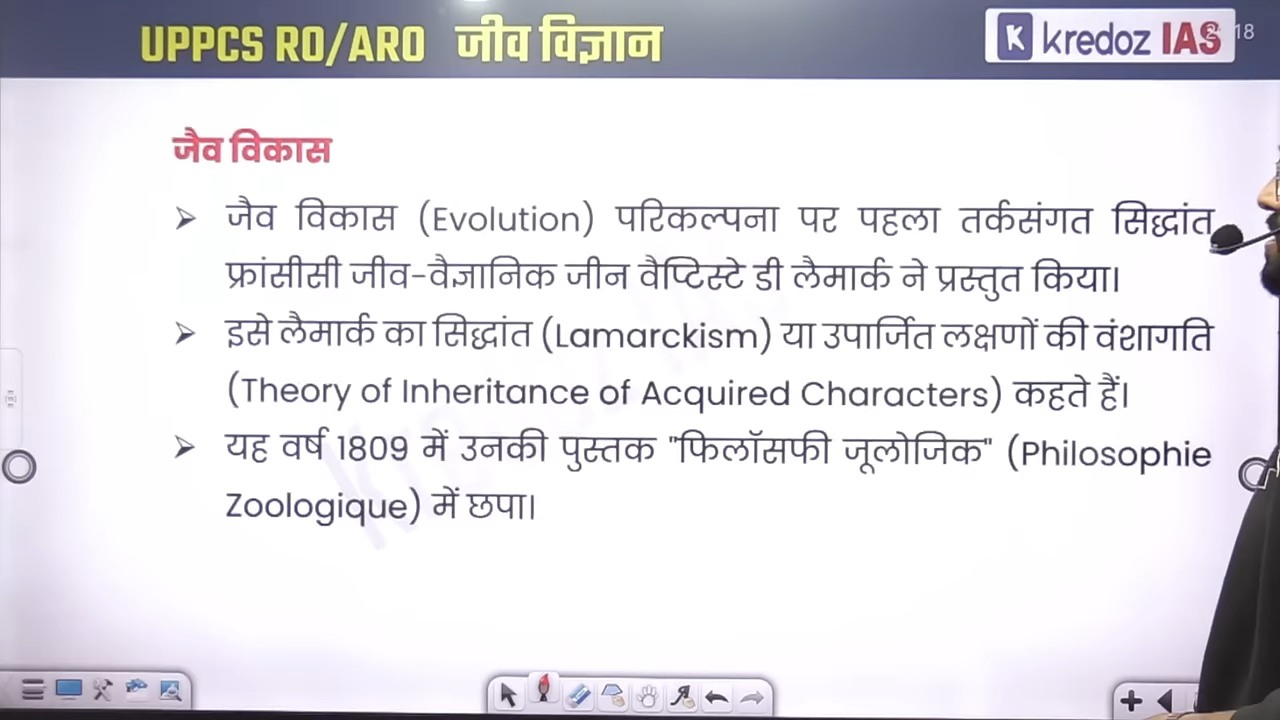 UPPCS RO/ARO जीव विज्ञान
K kredoz IAS
जैव विकास
➤ जैव विकास (Evolution) परिकल्पना पर पहला तर्कसंगत सिद्धांत
फ्रांसीसी जीव-वैज्ञानिक जीन वैप्टिस्टे डी लैमार्क ने प्रस्तुत किया।
➤ इसे लैमार्क का सिद्धांत (Lamarckism) या उपार्जित लक्षणों की वंशागति
(Theory of Inheritance of Acquired Characters) कहते हैं।
➤ यह वर्ष 1809 में उनकी पुस्तक "फिलॉसफी जूलोजिक" (Philosophie
Zoologique) में छपा।